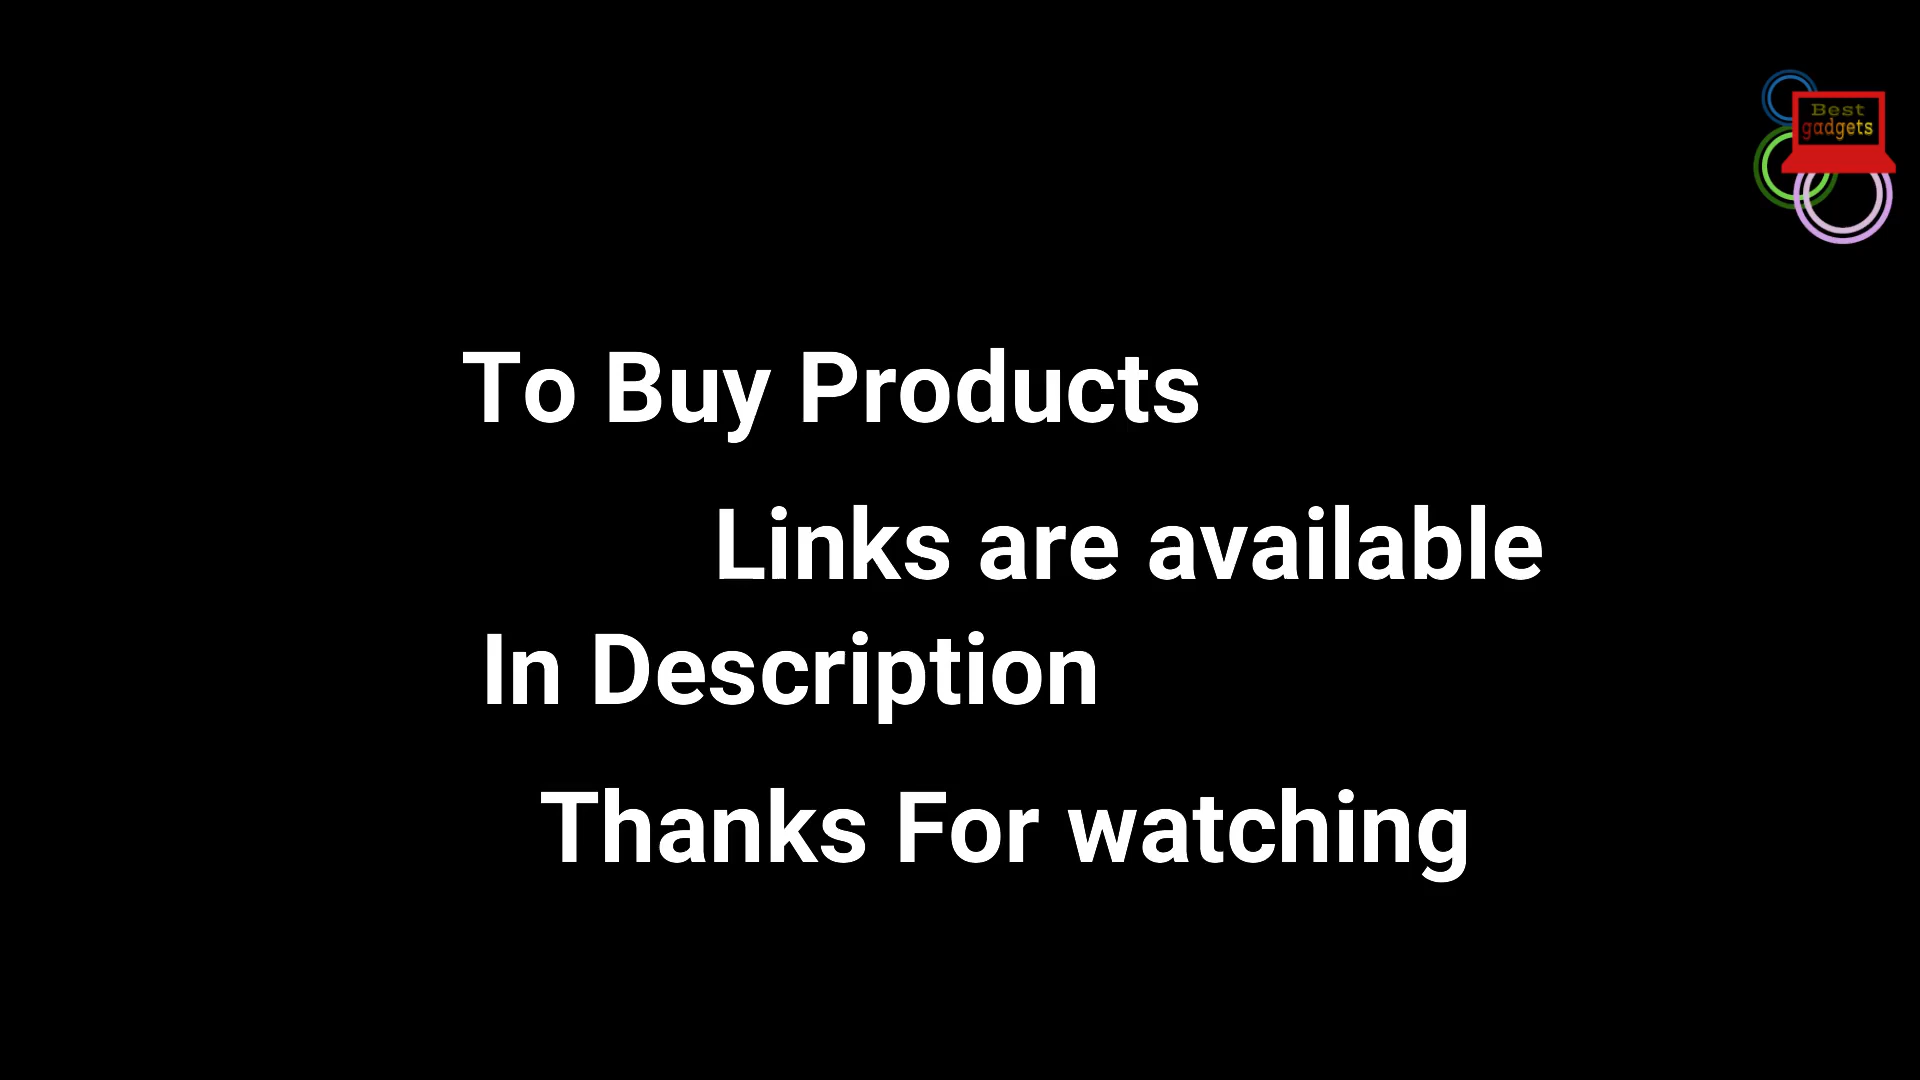 Best
gadgets
To Buy Products
Links are available
In Description
Thanks For watching